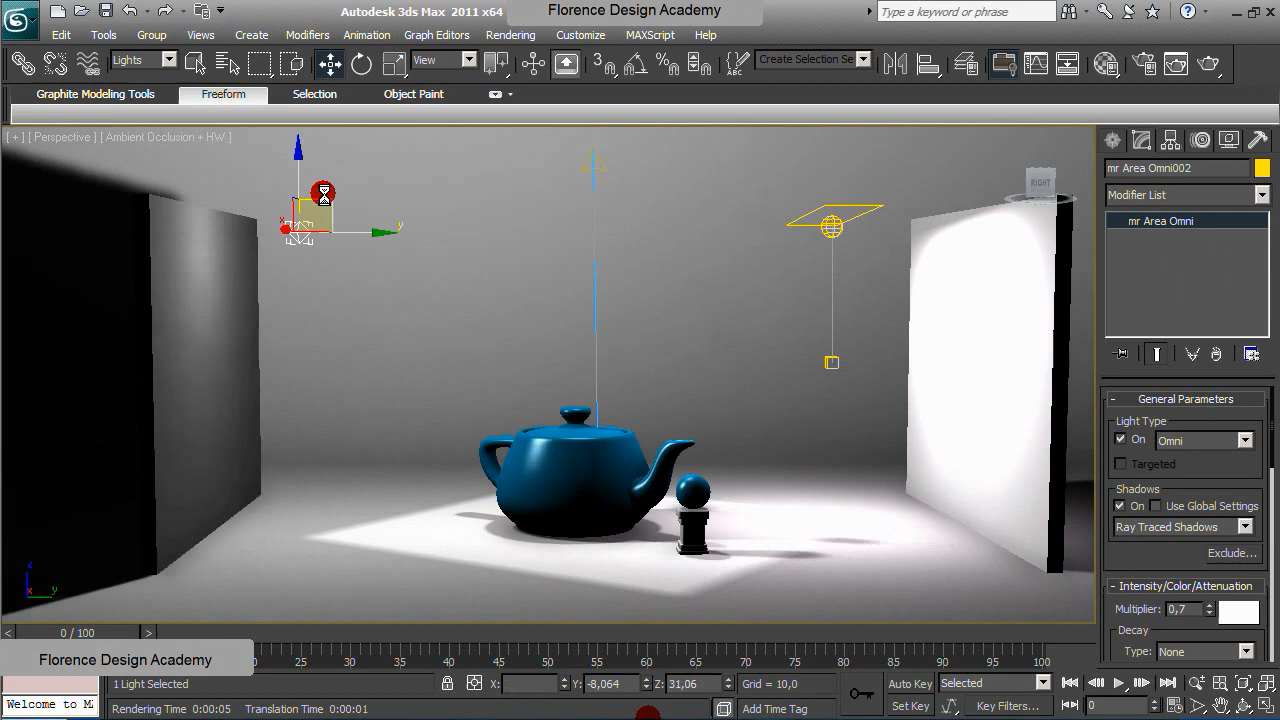 Autodesk 3ds Max 2011 x64
Florence Design Academy
Type a keyword or phrase
Edit Tools Group Views Create Modifiers Animation Graph Editors Rendering Customize MAXScript Help
Lights
View
3
Create Selection Se
Graphite Modeling Tools Freeform Selection Object Paint
[ + ] [ Perspective ] [ Ambient Occlusion + HW ]
RIGHT
x
y
z
x
y
mr Area Omni002
Modifier List
mr Area Omni
General Parameters
Light Type
On Omni
Targeted
Shadows
On Use Global Settings
Ray Traced Shadows
Exclude...
Intensity/Color/Attenuation
Multiplier: 0,7
Decay
Type: None
< 0 / 100 >
Florence Design Academy
25 30 35 40 45 50 55 60 65 70 75 80 85 90 95 100
1 Light Selected X: Y: -8,064 Z: 31,06 Grid = 10,0 Auto Key Selected
Welcome to M
Rendering Time 0:00:05 Translation Time 0:00:01 Add Time Tag Set Key Key Filters... 0